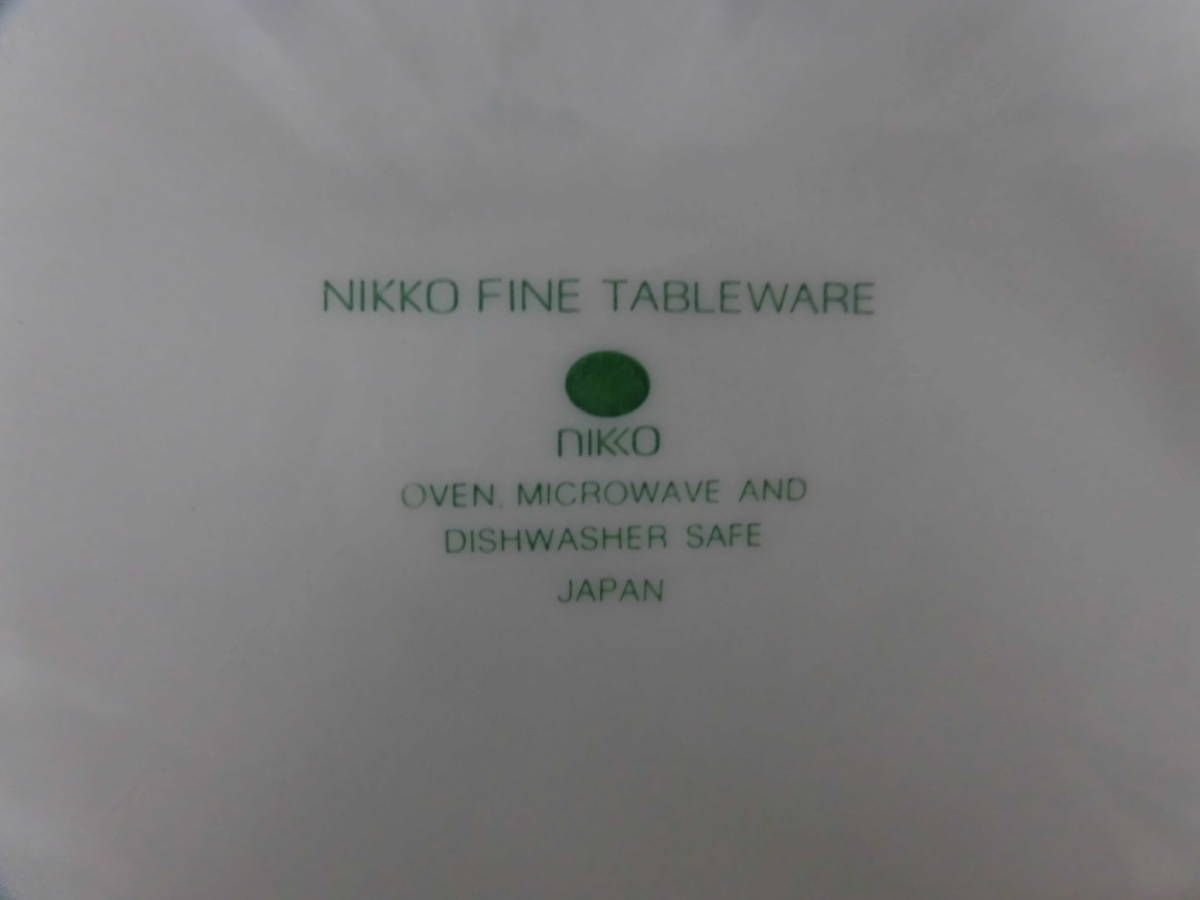 NIKKO FINE TABLEWARE
NIKKO
OVEN, MICROWAVE AND
DISHWASHER SAFE
JAPAN